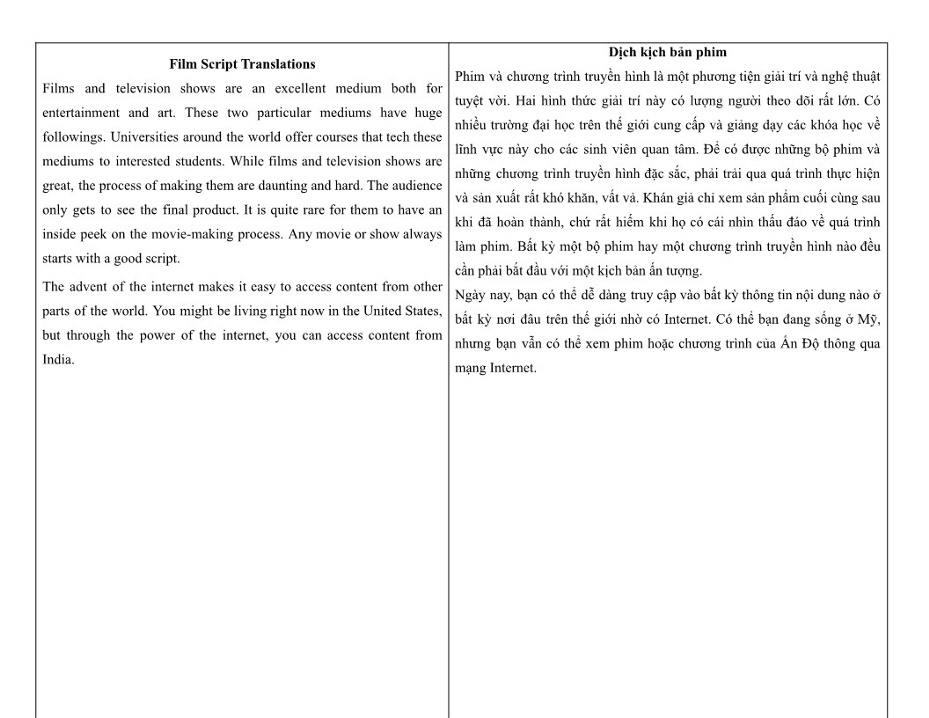 Film Script Translations
Films and television shows are an excellent medium both for
entertainment and art. These two particular mediums have huge
followings. Universities around the world offer courses that tech these
mediums to interested students. While films and television shows are
great, the process of making them are daunting and hard. The audience
only gets to see the final product. It is quite rare for them to have an
inside peek on the movie-making process. Any movie or show always
starts with a good script.
The advent of the internet makes it easy to access content from other
parts of the world. You might be living right now in the United States,
but through the power of the internet, you can access content from
India.
Dịch kịch bản phim
Phim và chương trình truyền hình là một phương tiện giải trí và nghệ thuật
tuyệt vời. Hai hình thức giải trí này có lượng người theo dõi rất lớn. Có
nhiều trường đại học trên thế giới cung cấp và giảng dạy các khóa học về
lĩnh vực này cho các sinh viên quan tâm. Để có được những bộ phim và
những chương trình truyền hình đặc sắc, phải trải qua quá trình thực hiện
và sản xuất rất khó khăn, vất vả. Khán giả chỉ xem sản phẩm cuối cùng sau
khi đã hoàn thành, chứ rất hiếm khi họ có cái nhìn thấu đáo về quá trình
làm phim. Bất kỳ một bộ phim hay một chương trình truyền hình nào đều
cần phải bắt đầu với một kịch bản ấn tượng.
Ngày nay, bạn có thể dễ dàng truy cập vào bất kỳ thông tin nội dung nào ở
bất kỳ nơi đâu trên thế giới nhờ có Internet. Có thể bạn đang sống ở Mỹ,
nhưng bạn vẫn có thể xem phim hoặc chương trình của Ấn Độ thông qua
mạng Internet.